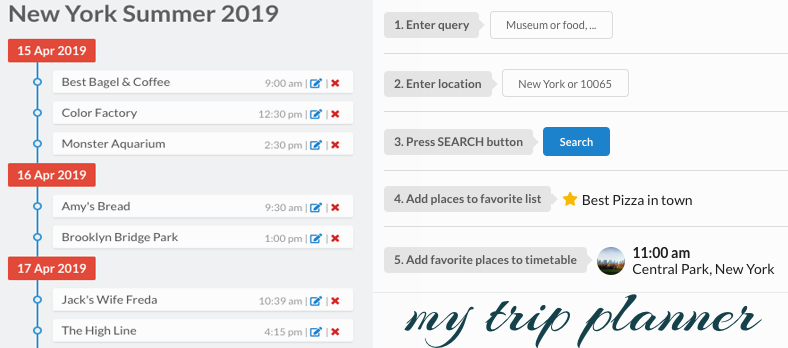 New York Summer 2019
15 Apr 2019
Best Bagel & Coffee 9:00 am | |
Color Factory 12:30 pm | |
Monster Aquarium 2:30 pm | |
16 Apr 2019
Amy's Bread 9:30 am | |
Brooklyn Bridge Park 1:00 pm | |
17 Apr 2019
Jack's Wife Freda 10:39 am | |
The High Line 4:15 pm | |
1. Enter query Museum or food, ...
2. Enter location New York or 10065
3. Press SEARCH button Search
4. Add places to favorite list Best Pizza in town
5. Add favorite places to timetable 11:00 am
Central Park, New York
my trip planner